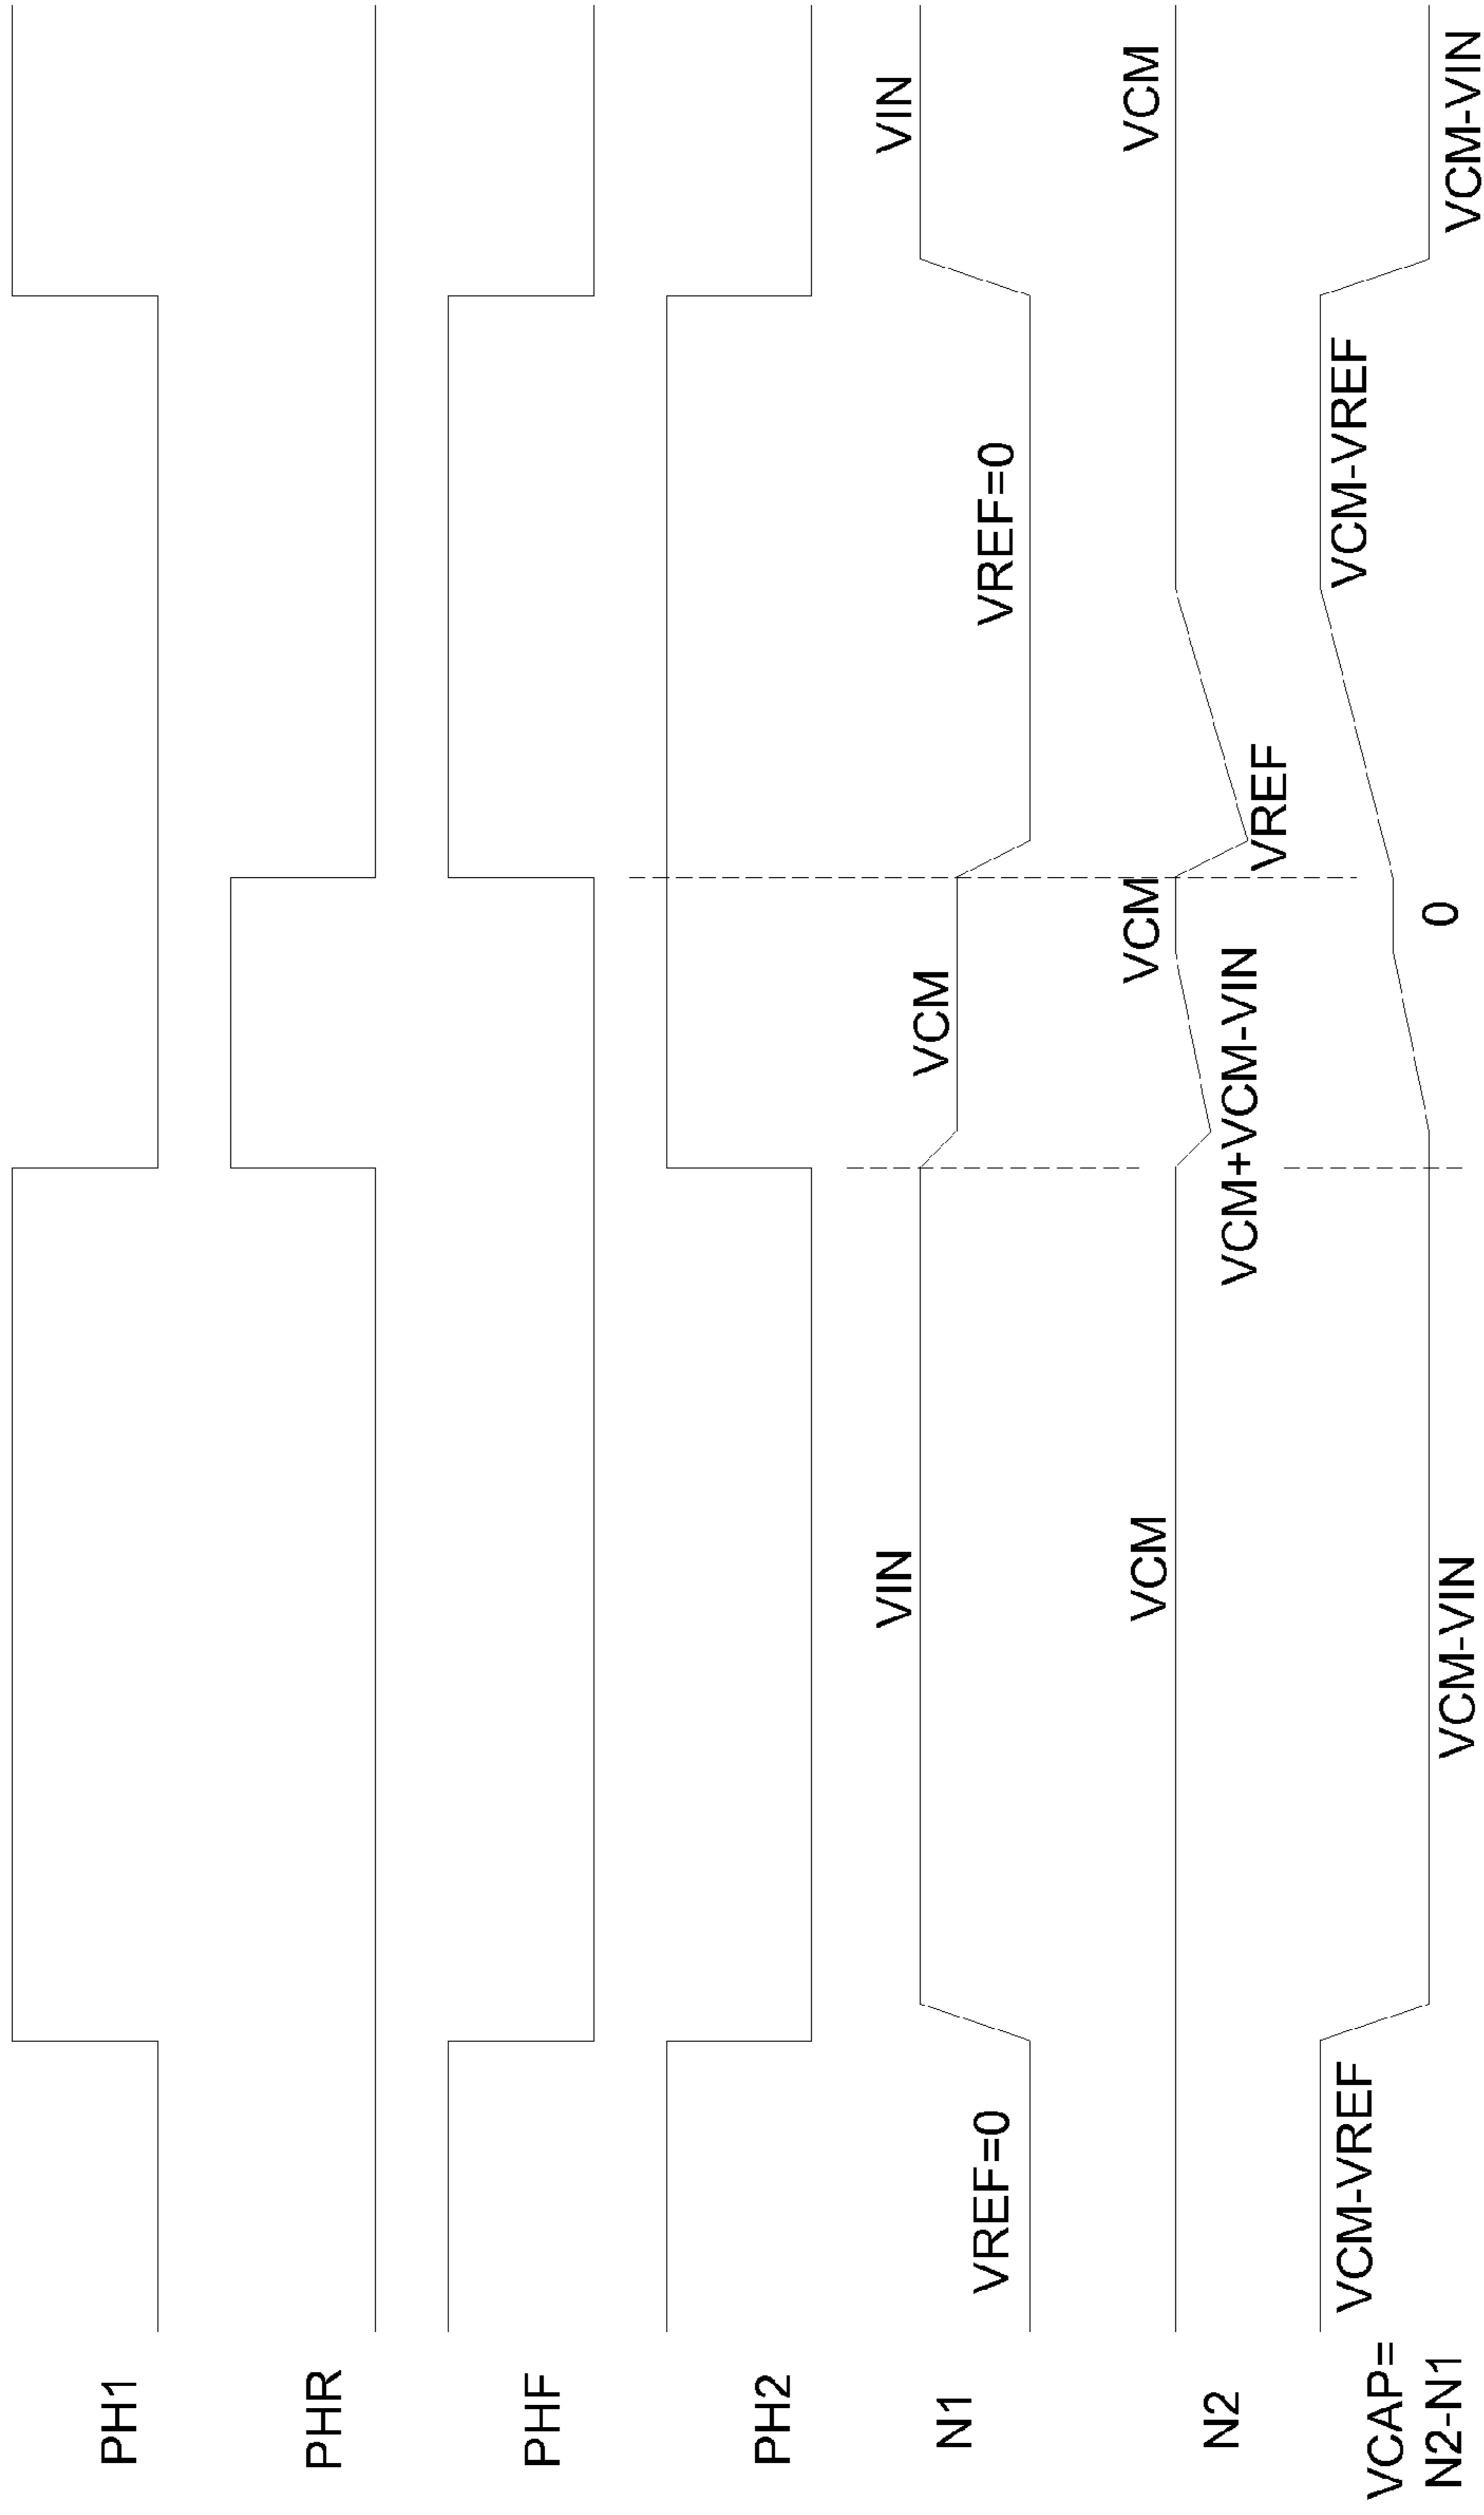 PH1
PHR
PHF
PH2
N1
VREF=0
VIN
VCM
VREF=0
VIN
N2
VCM
VCM+VCM-VIN
VCM
VREF
VCM
VCAP=
N2-N1
VCM-VREF
VCM-VIN
0
VCM-VREF
VCM-VIN